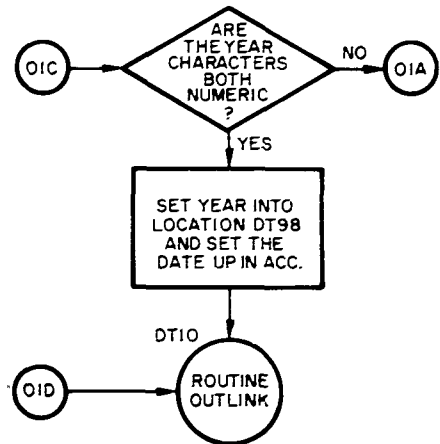 ARE
THE YEAR
CHARACTERS
BOTH
NUMERIC
?
01C
NO
01A
YES
SET YEAR INTO
LOCATION DT98
AND SET THE
DATE UP IN ACC.
DT10
ROUTINE
OUTLINK
01D